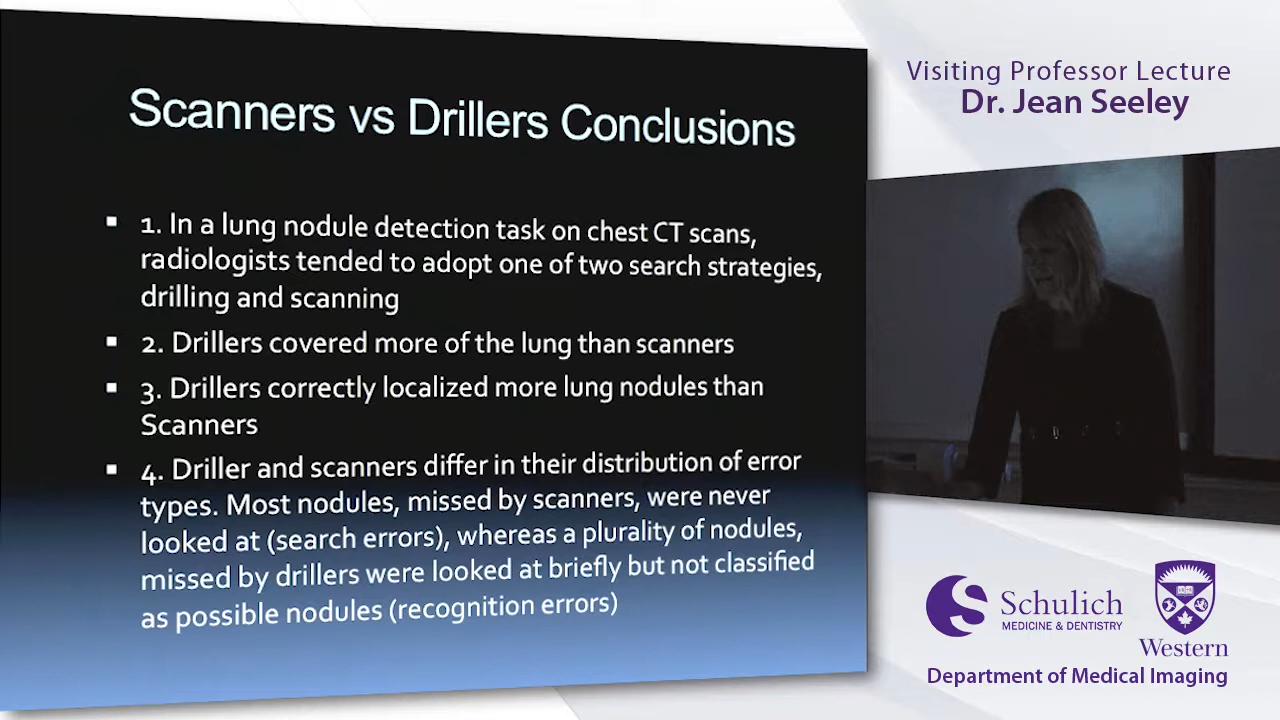 Scanners vs Drillers Conclusions
▪ 1. In a lung nodule detection task on chest CT scans,
radiologists tended to adopt one of two search strategies,
drilling and scanning
▪ 2. Drillers covered more of the lung than scanners
▪ 3. Drillers correctly localized more lung nodules than
Scanners
▪ 4. Driller and scanners differ in their distribution of error
types. Most nodules, missed by scanners, were never
looked at (search errors), whereas a plurality of nodules,
missed by drillers were looked at briefly but not classified
as possible nodules (recognition errors)
Visiting Professor Lecture
Dr. Jean Seeley
Schulich
MEDICINE & DENTISTRY
Western
Department of Medical Imaging